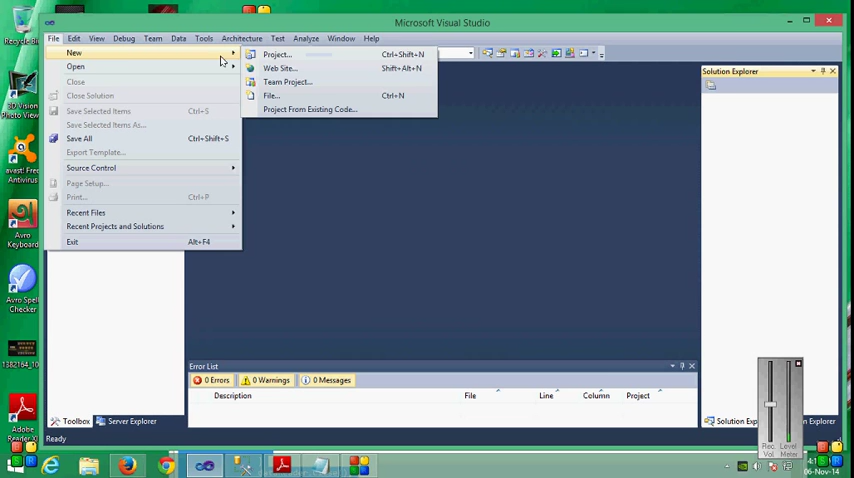 Microsoft Visual Studio
File Edit View Debug Team Data Tools Architecture Test Analyze Window Help
New
Open
Close
Close Solution
Save Selected Items Ctrl+S
Save Selected Items As...
Save All Ctrl+Shift+S
Export Template...
Source Control
Page Setup...
Print... Ctrl+P
Recent Files
Recent Projects and Solutions
Exit Alt+F4
Project... Ctrl+Shift+N
Web Site... Shift+Alt+N
Team Project...
File... Ctrl+N
Project From Existing Code...
Solution Explorer
Recycle
3D Vision
Photo View
avast! Free
Antivirus
Avro
Keyboard
Avro Spell
Checker
1382164_10
Adobe
Reader XI
Error List
0 Errors 0 Warnings 0 Messages
Description File Line Column Project
Toolbox Server Explorer
Solution Explorer
Ready
Rec. Vol
Level Meter
06-Nov-14